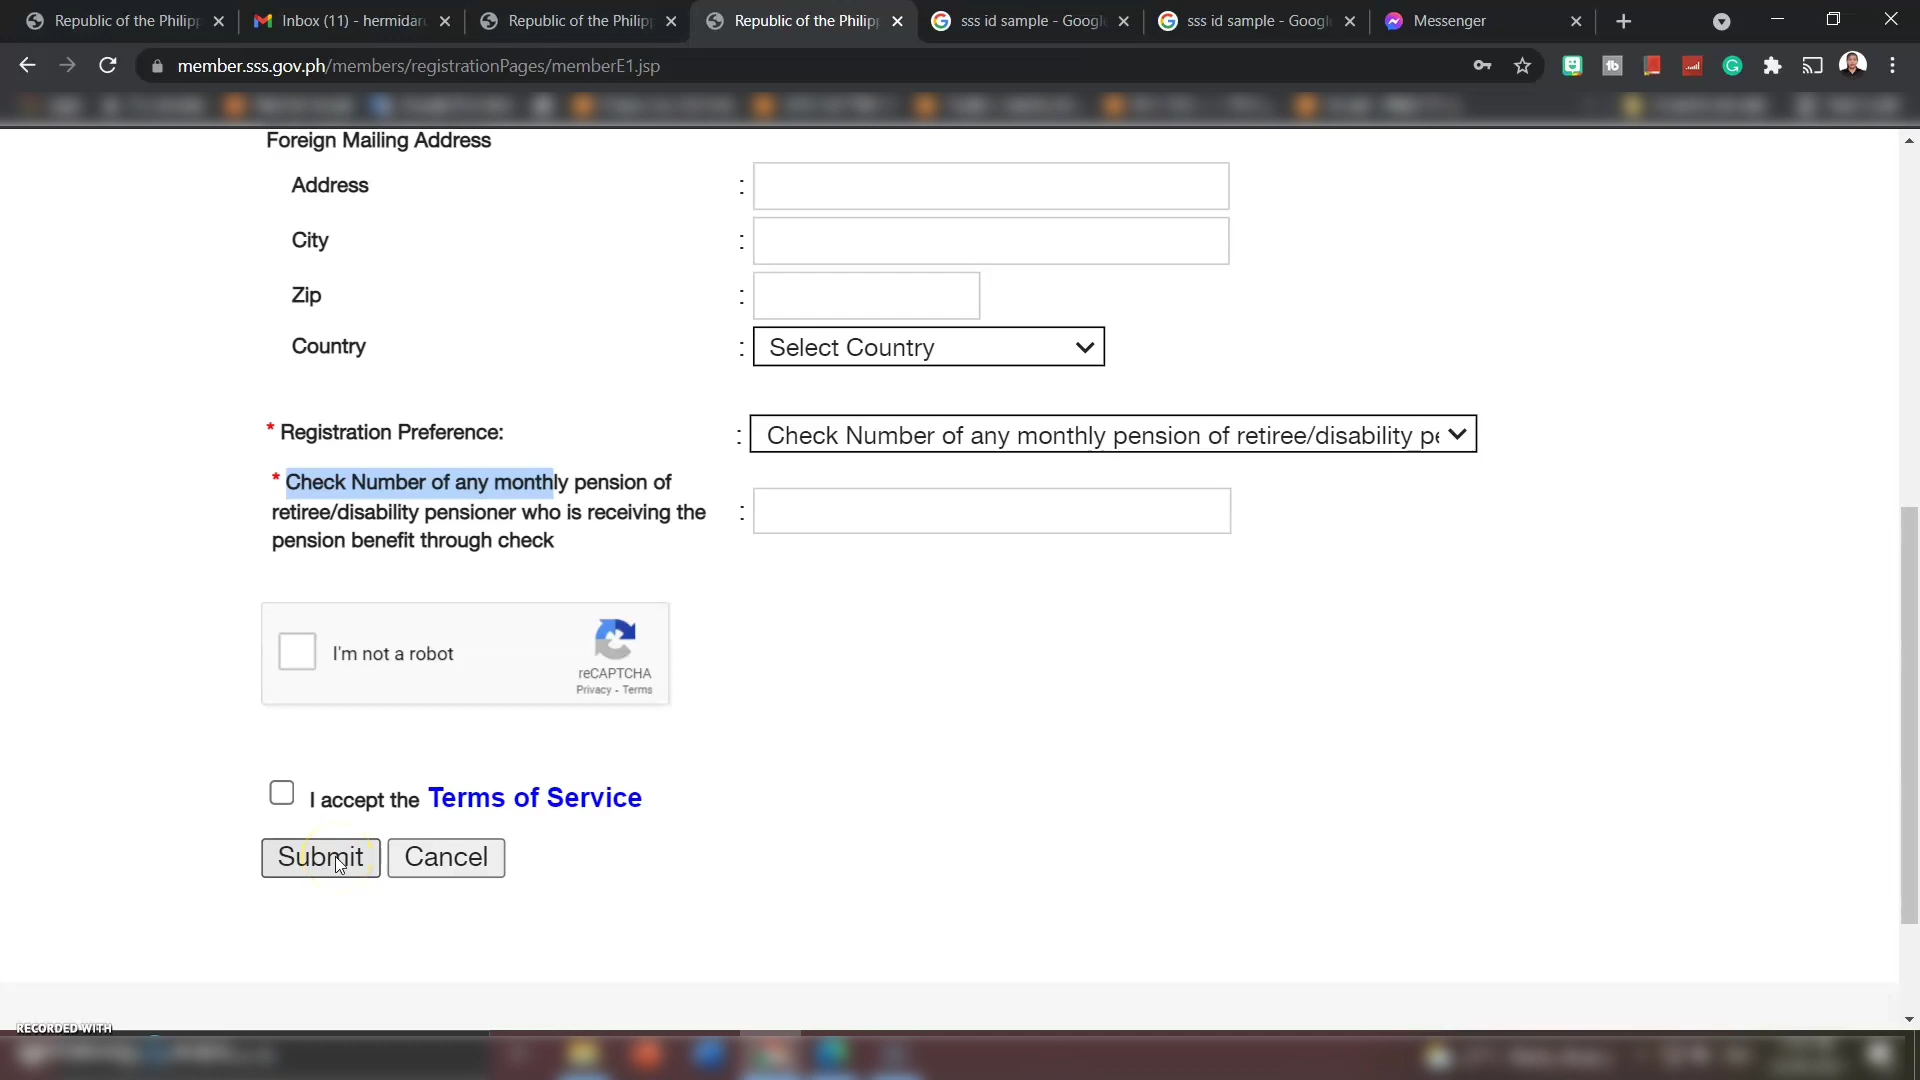 Republic of the Philipp
Inbox (11) - hermidar
Republic of the Philipp
Republic of the Philipp
sss id sample - Googl
sss id sample - Googl
Messenger
member.sss.gov.ph/members/registrationPages/memberE1.jsp
Foreign Mailing Address
Address :
City :
Zip :
Country : Select Country
* Registration Preference: : Check Number of any monthly pension of retiree/disability pe
* Check Number of any monthly pension of
retiree/disability pensioner who is receiving the :
pension benefit through check
I'm not a robot
reCAPTCHA
Privacy - Terms
I accept the Terms of Service
Submit Cancel
RECORDED WITH